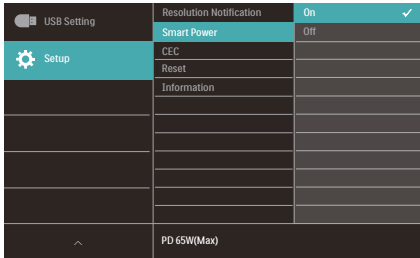 USB Setting
Setup
Resolution Notification
Smart Power
CEC
Reset
Information
On
Off
PD 65W(Max)